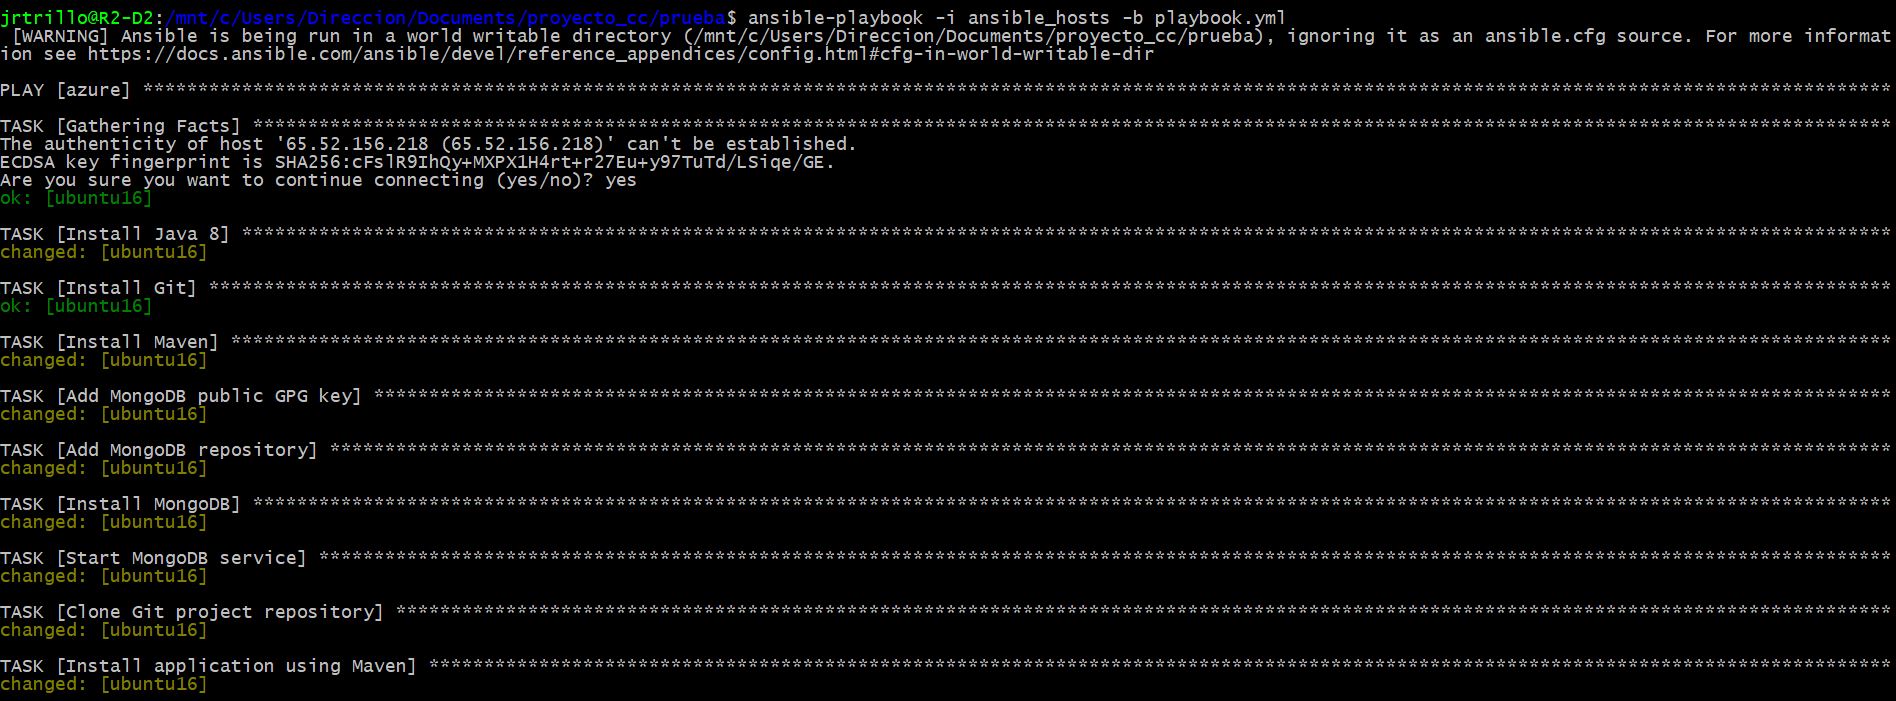 jrtrillo@R2-D2:/mnt/c/Users/Direccion/Documents/proyecto_cc/prueba$ ansible-playbook -i ansible_hosts -b playbook.yml
[WARNING] Ansible is being run in a world writable directory (/mnt/c/Users/Direccion/Documents/proyecto_cc/prueba), ignoring it as an ansible.cfg source. For more informat
ion see https://docs.ansible.com/ansible/devel/reference_appendices/config.html#cfg-in-world-writable-dir
PLAY [azure] ***************************************************************************************************************************************************************
TASK [Gathering Facts] *****************************************************************************************************************************************************
The authenticity of host '65.52.156.218 (65.52.156.218)' can't be established.
ECDSA key fingerprint is SHA256:cFslR9IhQy+MXPX1H4rt+r27Eu+y97TuTd/LSiqe/GE.
Are you sure you want to continue connecting (yes/no)? yes
ok: [ubuntu16]
TASK [Install Java 8] ******************************************************************************************************************************************************
changed: [ubuntu16]
TASK [Install Git] *********************************************************************************************************************************************************
ok: [ubuntu16]
TASK [Install Maven] *******************************************************************************************************************************************************
changed: [ubuntu16]
TASK [Add MongoDB public GPG key] ******************************************************************************************************************************************
changed: [ubuntu16]
TASK [Add MongoDB repository] **********************************************************************************************************************************************
changed: [ubuntu16]
TASK [Install MongoDB] *****************************************************************************************************************************************************
changed: [ubuntu16]
TASK [Start MongoDB service] ***********************************************************************************************************************************************
changed: [ubuntu16]
TASK [Clone Git project repository] ****************************************************************************************************************************************
changed: [ubuntu16]
TASK [Install application using Maven] *************************************************************************************************************************************
changed: [ubuntu16]